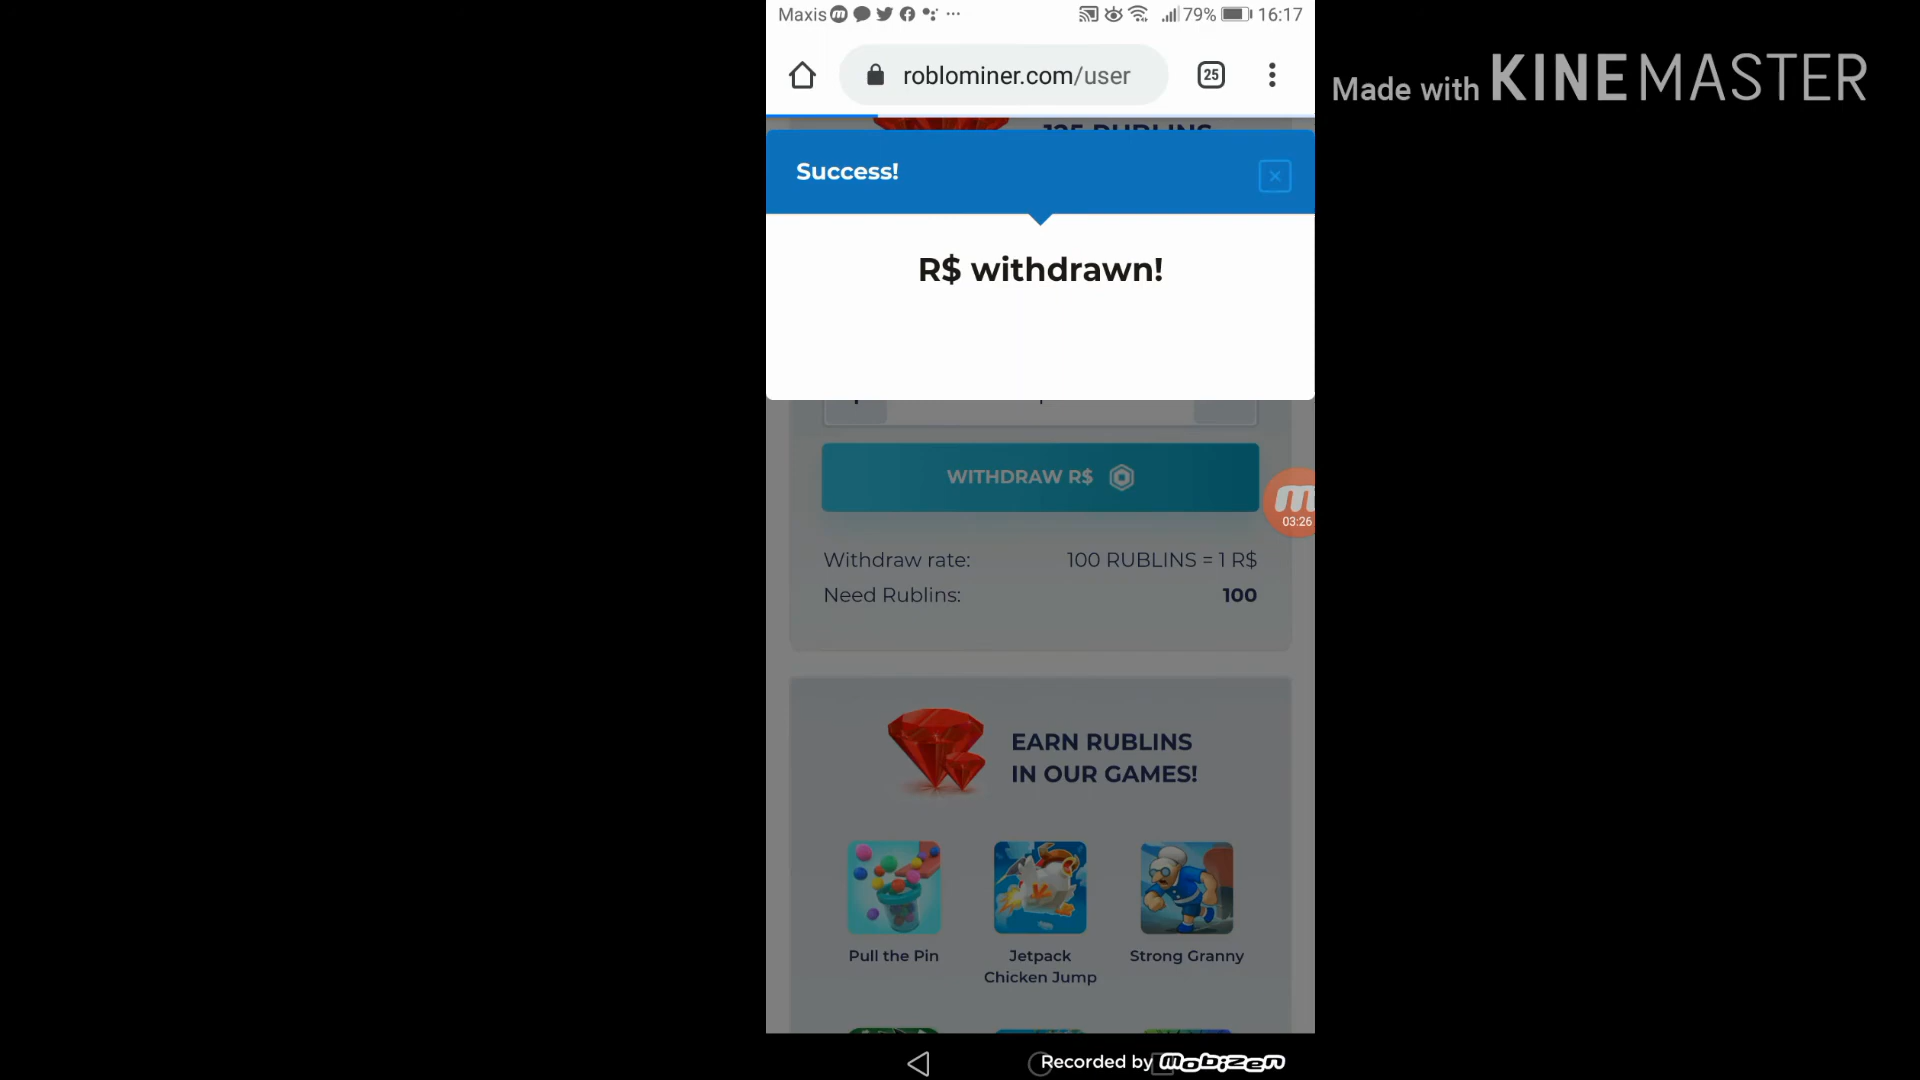 Maxis
79%
16:17
roblominer.com/user
25
Made with KINEMASTER
125 RUBLINS
Success!
R$ withdrawn!
WITHDRAW R$
03:26
Withdraw rate: 100 RUBLINS = 1 R$
Need Rublins: 100
EARN RUBLINS
IN OUR GAMES!
Pull the Pin
Jetpack
Chicken Jump
Strong Granny
Recorded by Mobizen